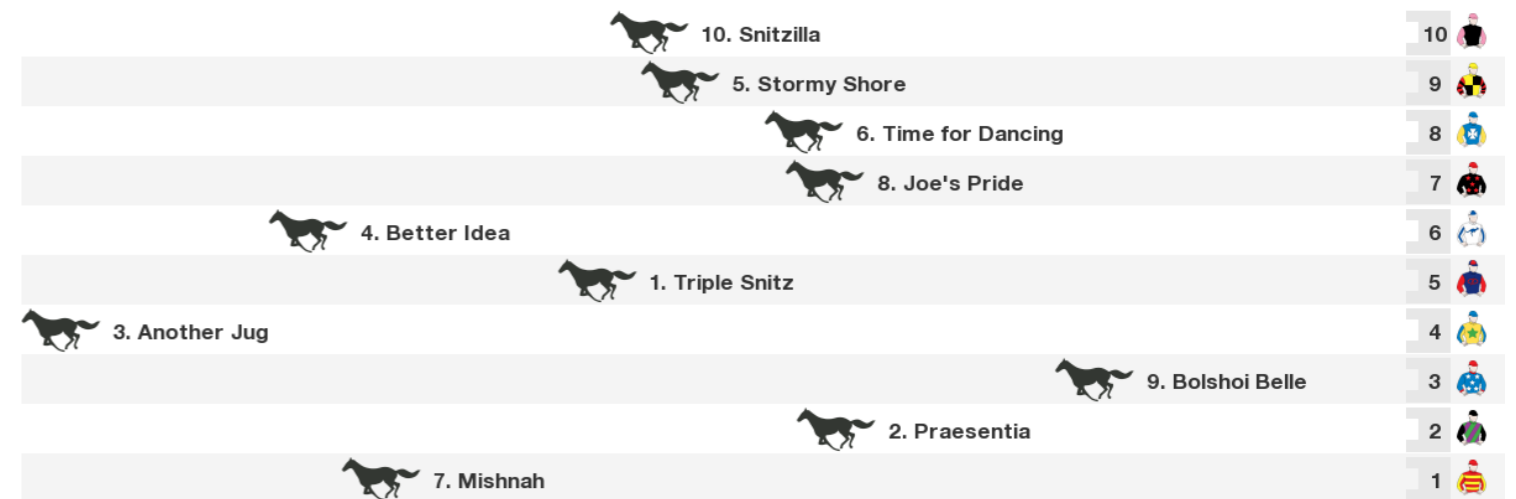 10. Snitzilla 10
5. Stormy Shore 9
6. Time for Dancing 8
8. Joe's Pride 7
4. Better Idea 6
1. Triple Snitz 5
3. Another Jug 4
9. Bolshoi Belle 3
2. Praesentia 2
7. Mishnah 1